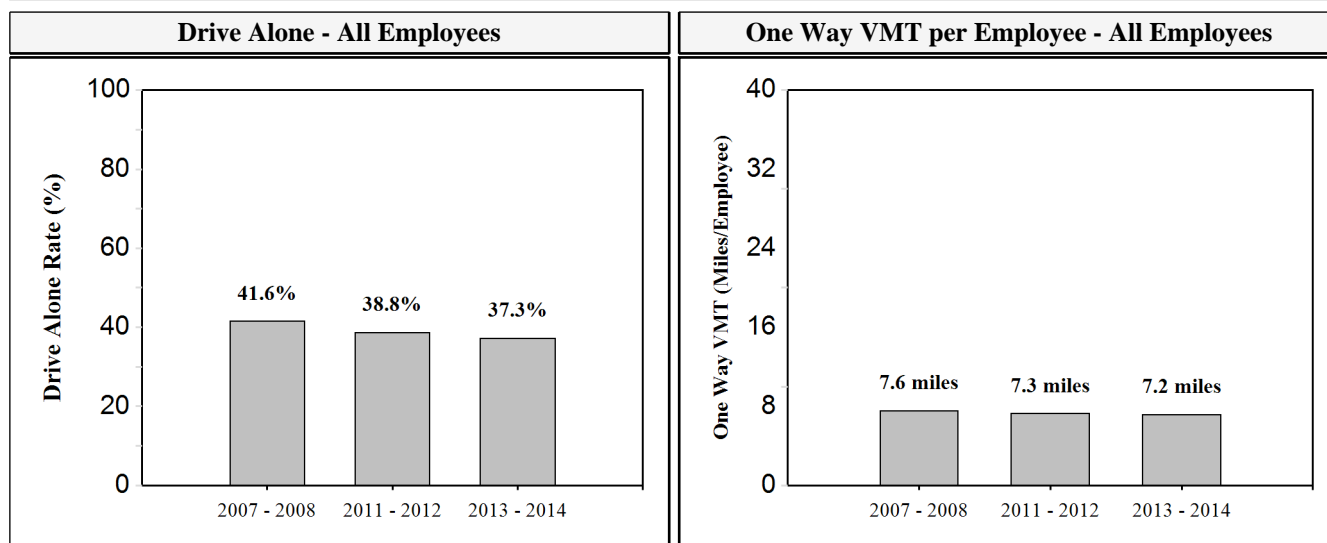 Drive Alone - All Employees
One Way VMT per Employee - All Employees
Drive Alone Rate (%)
100
80
60
40
20
0
41.6%
38.8%
37.3%
2007 - 2008
2011 - 2012
2013 - 2014
One Way VMT (Miles/Employee)
40
32
24
16
8
0
7.6 miles
7.3 miles
7.2 miles
2007 - 2008
2011 - 2012
2013 - 2014